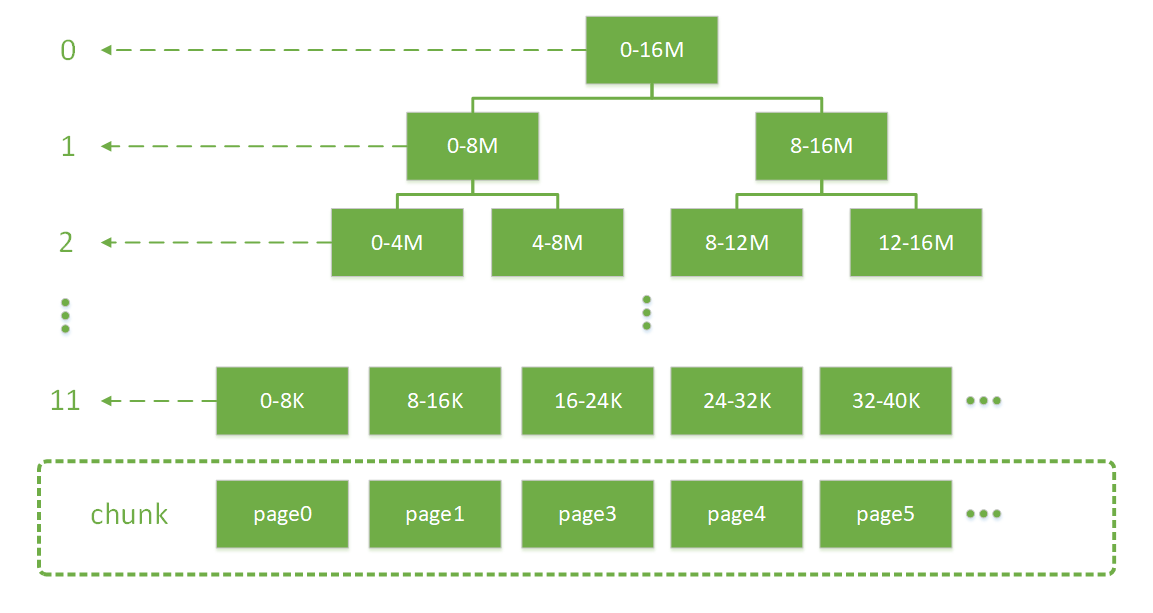 0 0-16M
1 0-8M 8-16M
2 0-4M 4-8M 8-12M 12-16M
11 0-8K 8-16K 16-24K 24-32K 32-40K
chunk page0 page1 page3 page4 page5